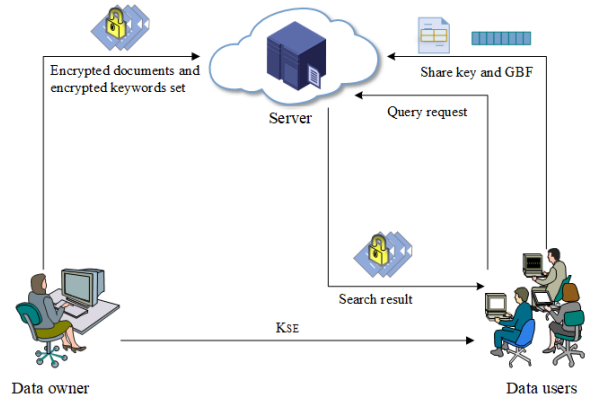 Encrypted documents and
encrypted keywords set
Server
Share key and GBF
Query request
Search result
KSE
Data owner
Data users